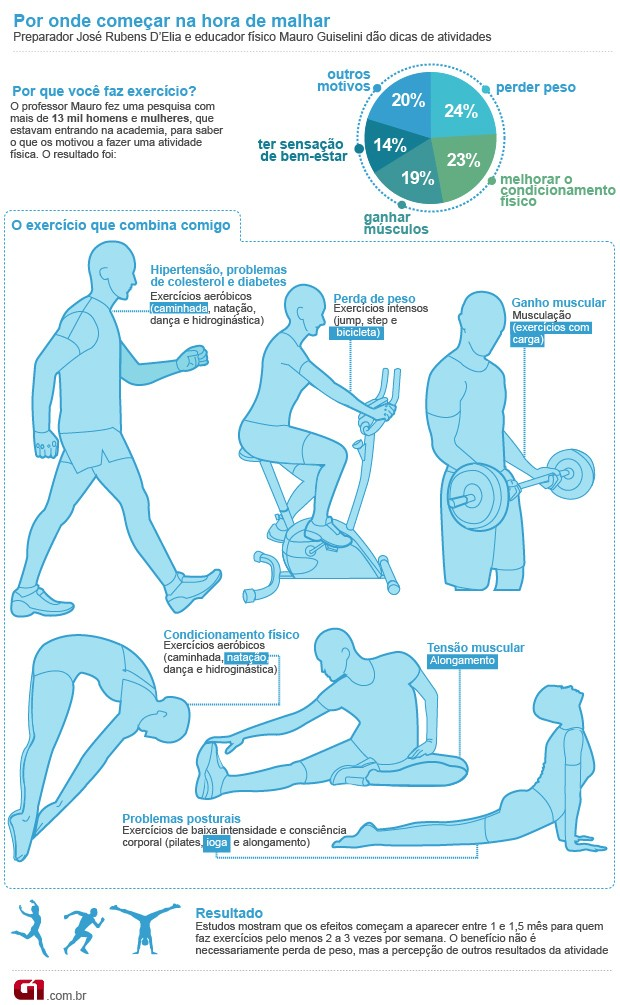 Por onde começar na hora de malhar
Preparador José Rubens D'Elia e educador físico Mauro Guiselini dão dicas de atividades
Por que você faz exercício?
O professor Mauro fez uma pesquisa com
mais de 13 mil homens e mulheres, que
estavam entrando na academia, para saber
o que os motivou a fazer uma atividade
física. O resultado foi:
outros
motivos
20%
perder peso
24%
ter sensação
de bem-estar
14%
23%
melhorar o
condicionamento
físico
19%
ganhar
músculos
O exercício que combina comigo
Hipertensão, problemas
de colesterol e diabetes
Exercícios aeróbicos
(caminhada, natação,
dança e hidroginástica)
Perda de peso
Exercícios intensos
(jump, step e
bicicleta)
Ganho muscular
Musculação
(exercícios com
carga)
Condicionamento físico
Exercícios aeróbicos
(caminhada, natação,
dança e hidroginástica)
Tensão muscular
Alongamento
Problemas posturais
Exercícios de baixa intensidade e consciência
corporal (pilates, ioga e alongamento)
Resultado
Estudos mostram que os efeitos começam a aparecer entre 1 e 1,5 mês para quem
faz exercícios pelo menos 2 a 3 vezes por semana. O benefício não é
necessariamente perda de peso, mas a percepção de outros resultados da atividade
G1.com.br